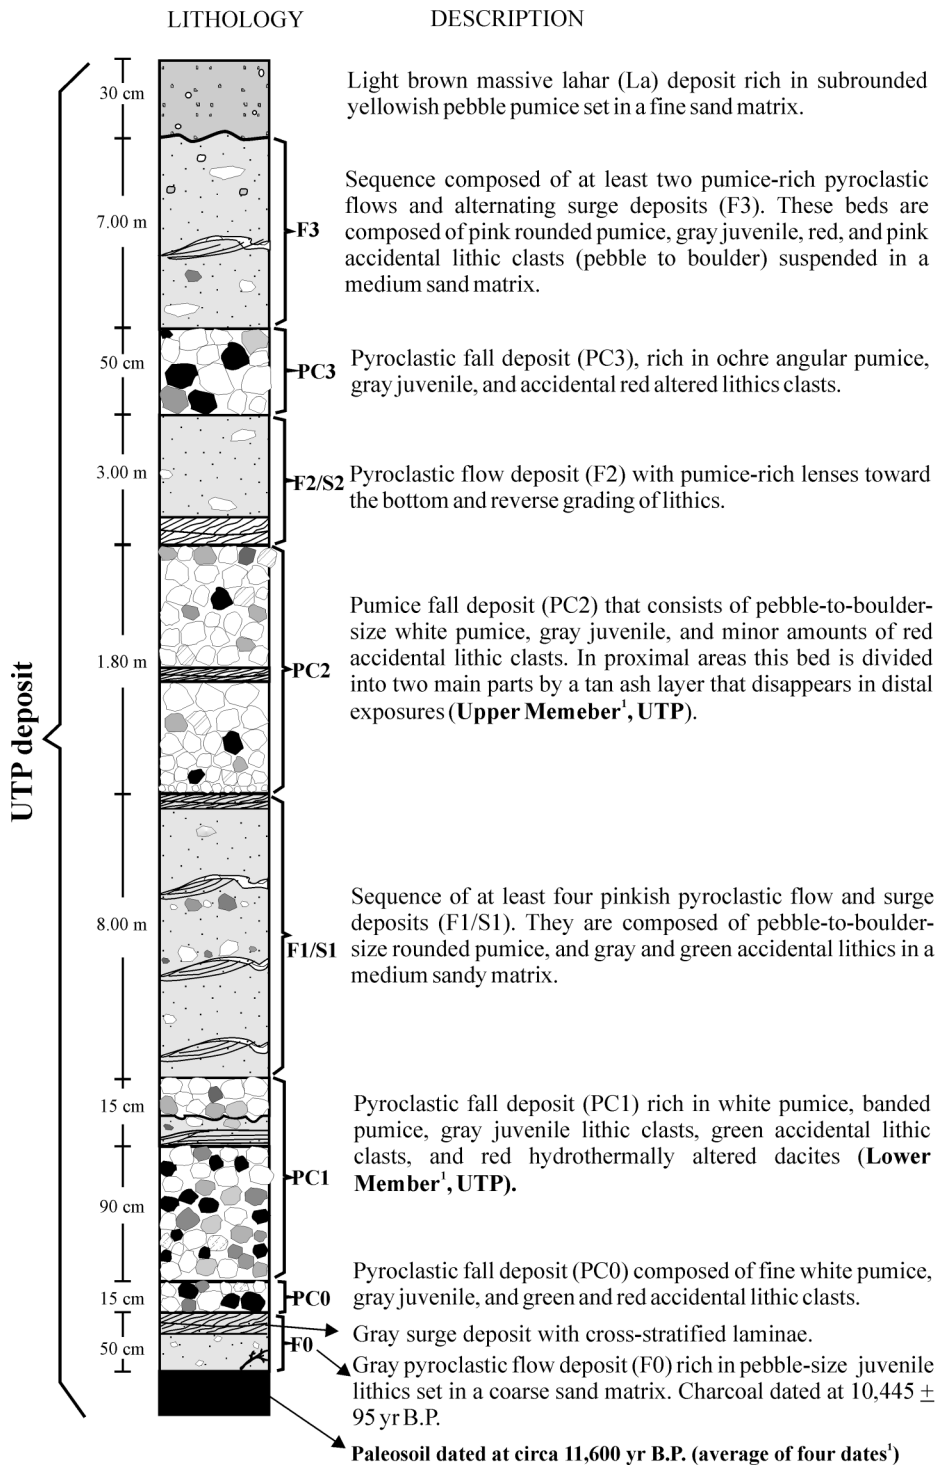 LITHOLOGY
DESCRIPTION
UTP deposit
30 cm
Light brown massive lahar (La) deposit rich in subrounded
yellowish pebble pumice set in a fine sand matrix.
7.00 m
F3
Sequence composed of at least two pumice-rich pyroclastic
flows and alternating surge deposits (F3). These beds are
composed of pink rounded pumice, gray juvenile, red, and pink
accidental lithic clasts (pebble to boulder) suspended in a
medium sand matrix.
50 cm
PC3
Pyroclastic fall deposit (PC3), rich in ochre angular pumice,
gray juvenile, and accidental red altered lithics clasts.
3.00 m
F2/S2
Pyroclastic flow deposit (F2) with pumice-rich lenses toward
the bottom and reverse grading of lithics.
1.80 m
PC2
Pumice fall deposit (PC2) that consists of pebble-to-boulder-
size white pumice, gray juvenile, and minor amounts of red
accidental lithic clasts. In proximal areas this bed is divided
into two main parts by a tan ash layer that disappears in distal
exposures (Upper Memeber¹, UTP).
8.00 m
F1/S1
Sequence of at least four pinkish pyroclastic flow and surge
deposits (F1/S1). They are composed of pebble-to-boulder-
size rounded pumice, and gray and green accidental lithics in a
medium sandy matrix.
15 cm
90 cm
PC1
Pyroclastic fall deposit (PC1) rich in white pumice, banded
pumice, gray juvenile lithic clasts, green accidental lithic
clasts, and red hydrothermally altered dacites (Lower
Member¹, UTP).
15 cm
PC0
Pyroclastic fall deposit (PC0) composed of fine white pumice,
gray juvenile, and green and red accidental lithic clasts.
50 cm
F0
Gray surge deposit with cross-stratified laminae.
Gray pyroclastic flow deposit (F0) rich in pebble-size juvenile
lithics set in a coarse sand matrix. Charcoal dated at 10,445 ±
95 yr B.P.
Paleosoil dated at circa 11,600 yr B.P. (average of four dates¹)